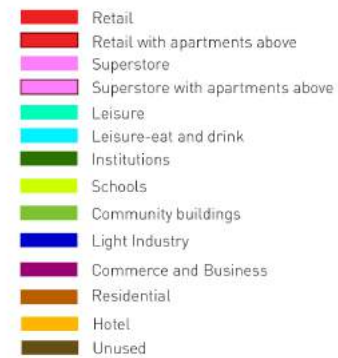 Retail
Retail with apartments above
Superstore
Superstore with apartments above
Leisure
Leisure-eat and drink
Institutions
Schools
Community buildings
Light Industry
Commerce and Business
Residential
Hotel
Unused